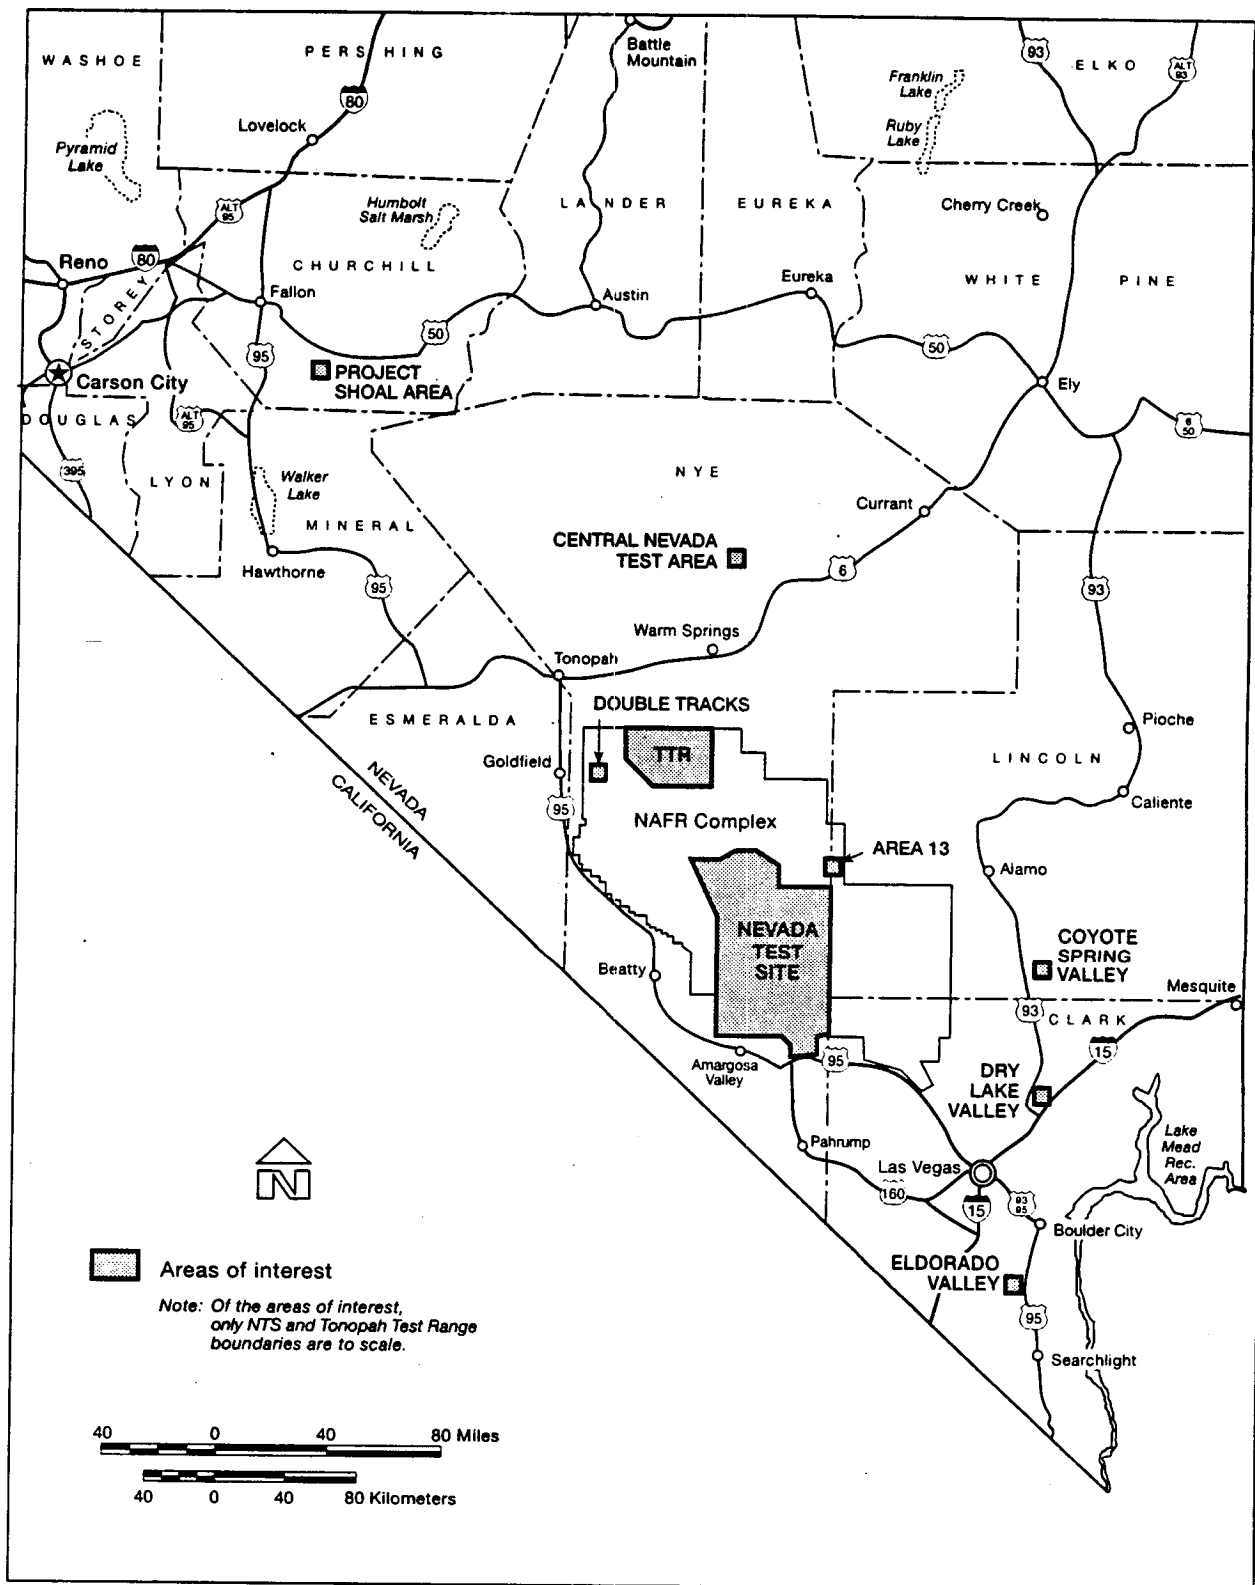 WASHOE
PERSHING
80
Battle
Mountain
Franklin
Lake
93
ELKO
ALT
93
Lovelock
Ruby
Lake
Pyramid
Lake
ALT
95
Humbolt
Salt Marsh
LANDER
EUREKA
Cherry Creek
Reno
80
CHURCHILL
Eureka
WHITE PINE
STOREY
Fallon
Austin
50
50
95
PROJECT
SHOAL AREA
Carson City
Ely
DOUGLAS
ALT
95
6
50
395
LYON
Walker
Lake
MINERAL
NYE
Currant
CENTRAL NEVADA
TEST AREA
Hawthorne
95
6
93
Warm Springs
Tonopah
ESMERALDA
DOUBLE TRACKS
TTR
Pioche
Goldfield
LINCOLN
NEVADA
CALIFORNIA
95
NAFR Complex
Caliente
AREA 13
Alamo
NEVADA
TEST
SITE
COYOTE
SPRING
VALLEY
Beatty
Mesquite
93
CLARK
15
Amargosa
Valley
95
DRY
LAKE
VALLEY
Pahrump
Las Vegas
Lake
Mead
Rec.
Area
160
15
93
95
Boulder City
ELDORADO
VALLEY
95
Searchlight
N
Areas of interest
Note: Of the areas of interest,
only NTS and Tonopah Test Range
boundaries are to scale.
40 0 40 80 Miles
40 0 40 80 Kilometers